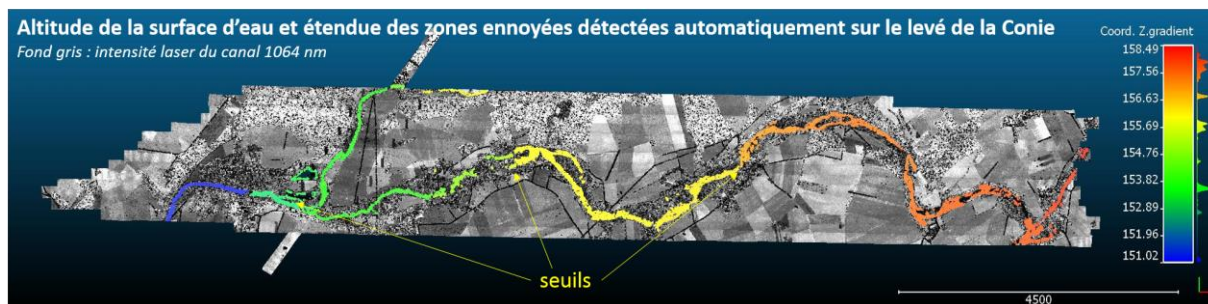 Altitude de la surface d’eau et étendue des zones ennoyées détectées automatiquement sur le levé de la Conie
Fond gris : intensité laser du canal 1064 nm
Coord. Z.gradient
158.49
157.56
156.63
155.69
154.76
153.82
152.89
151.96
151.02
seuils
4500